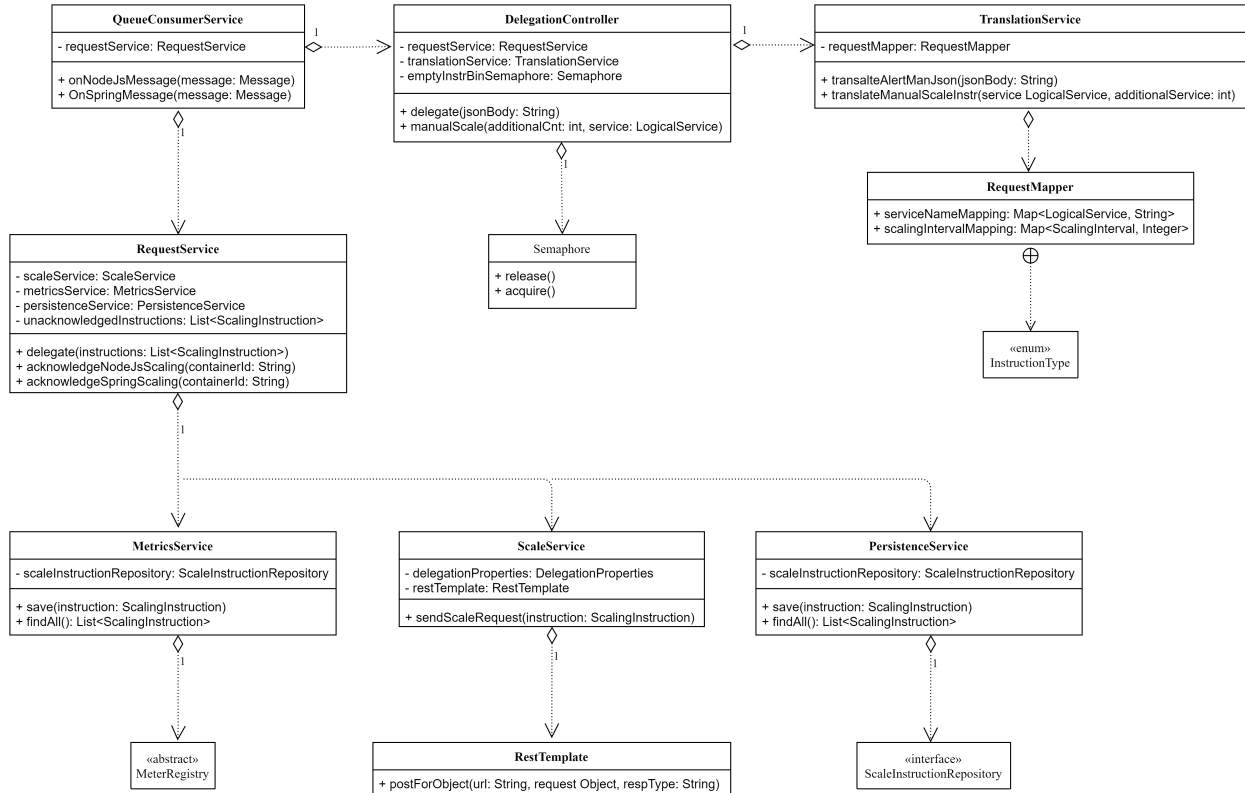 QueueConsumerService
- requestService: RequestService
+ onNodeJsMessage(message: Message)
+ OnSpringMessage(message: Message)
1
1
DelegationController
- requestService: RequestService
- translationService: TranslationService
- emptyInstrBinSemaphore: Semaphore
+ delegate(jsonBody: String)
+ manualScale(additionalCnt: int, service: LogicalService)
1
1
TranslationService
- requestMapper: RequestMapper
+ transalteAlertManJson(jsonBody: String)
+ translateManualScaleInstr(service LogicalService, additionalService: int)
RequestMapper
+ serviceNameMapping: Map<LogicalService, String>
+ scalingIntervalMapping: Map<ScalingInterval, Integer>
«enum»
InstructionType
Semaphore
+ release()
+ acquire()
RequestService
- scaleService: ScaleService
- metricsService: MetricsService
- persistenceService: PersistenceService
- unacknowledgedInstructions: List<ScalingInstruction>
+ delegate(instructions: List<ScalingInstruction>)
+ acknowledgeNodeJsScaling(containerId: String)
+ acknowledgeSpringScaling(containerId: String)
1
MetricsService
- scaleInstructionRepository: ScaleInstructionRepository
+ save(instruction: ScalingInstruction)
+ findAll(): List<ScalingInstruction>
1
«abstract»
MeterRegistry
ScaleService
- delegationProperties: DelegationProperties
- restTemplate: RestTemplate
+ sendScaleRequest(instruction: ScalingInstruction)
1
RestTemplate
+ postForObject(url: String, request Object, respType: String)
PersistenceService
- scaleInstructionRepository: ScaleInstructionRepository
+ save(instruction: ScalingInstruction)
+ findAll(): List<ScalingInstruction>
1
«interface»
ScaleInstructionRepository